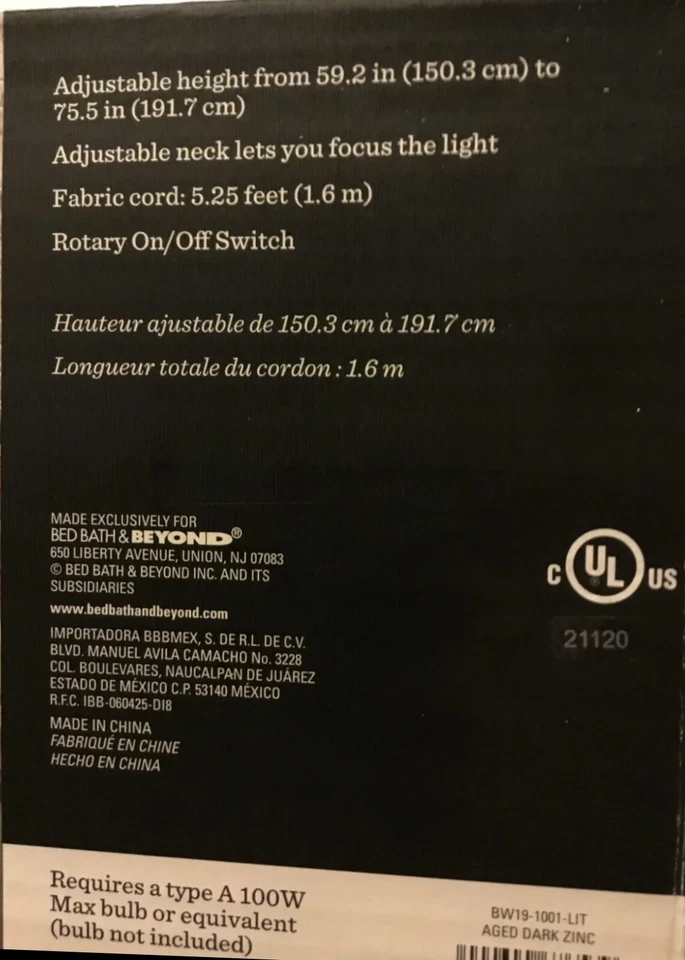 Adjustable height from 59.2 in (150.3 cm) to
75.5 in (191.7 cm)
Adjustable neck lets you focus the light
Fabric cord: 5.25 feet (1.6 m)
Rotary On/Off Switch
Hauteur ajustable de 150.3 cm à 191.7 cm
Longueur totale du cordon : 1.6 m
MADE EXCLUSIVELY FOR
BED BATH & BEYOND®
650 LIBERTY AVENUE, UNION, NJ 07083
© BED BATH & BEYOND INC. AND ITS
SUBSIDIARIES
www.bedbathandbeyond.com
IMPORTADORA BBBMEX, S. DE R.L. DE C.V.
BLVD. MANUEL AVILA CAMACHO No. 3228
COL. BOULEVARES, NAUCALPAN DE JUÁREZ
ESTADO DE MÉXICO C.P. 53140 MÉXICO
R.F.C. IBB-060425-DI8
MADE IN CHINA
FABRIQUÉ EN CHINE
HECHO EN CHINA
C UL® US
21120
Requires a type A 100W
Max bulb or equivalent
(bulb not included)
BW19-1001-LIT
AGED DARK ZINC